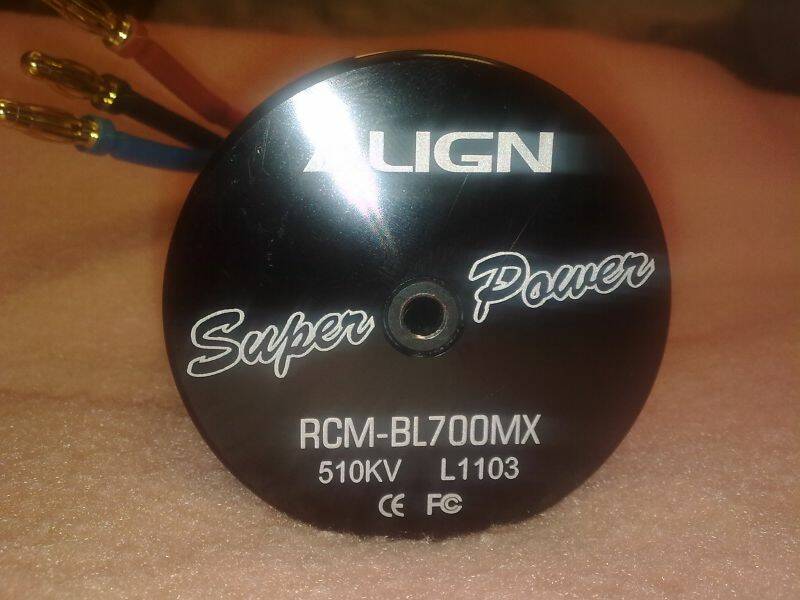 ALIGN
Super Power
RCM-BL700MX
510KV L1103
CE FC